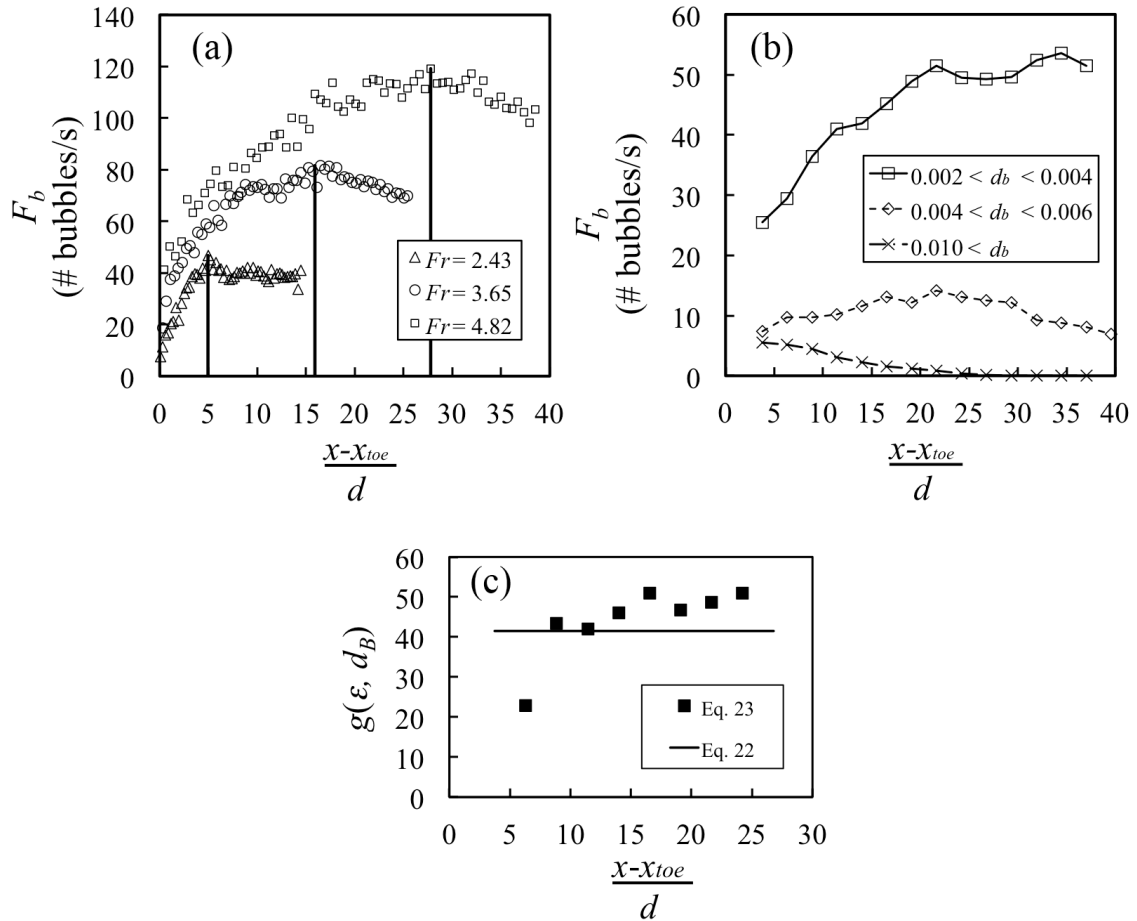 (a)
140
120
100
80
60
40
20
0
F_b
(# bubbles/s)
Fr = 2.43
Fr = 3.65
Fr = 4.82
0 5 10 15 20 25 30 35 40
x-x_toe
d
(b)
60
50
40
30
20
10
0
F_b
(# bubbles/s)
0.002 < d_b < 0.004
0.004 < d_b < 0.006
0.010 < d_b
0 5 10 15 20 25 30 35 40
x-x_toe
d
(c)
60
50
40
30
20
10
0
g(ε, d_B)
Eq. 23
Eq. 22
0 5 10 15 20 25 30
x-x_toe
d